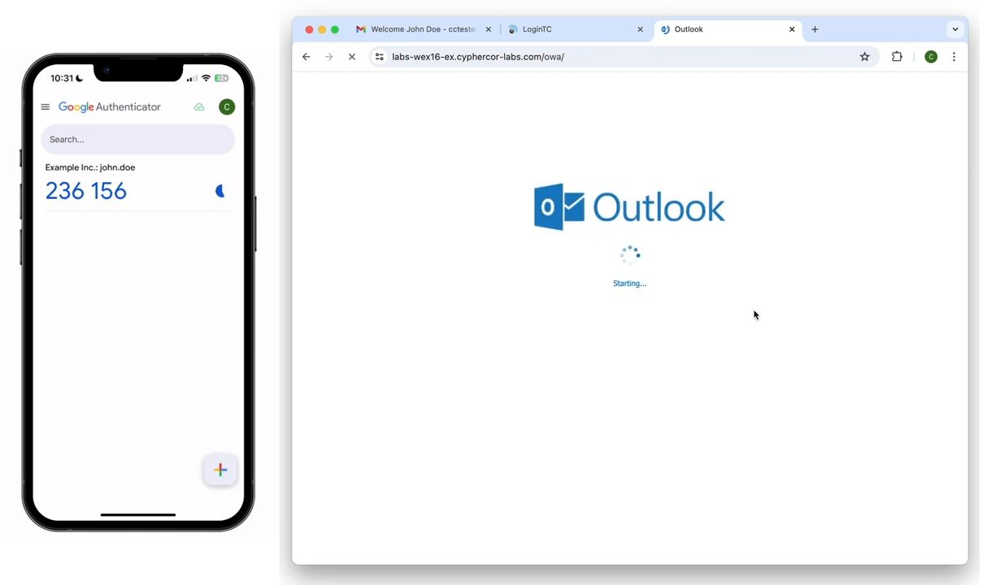 10:31
32+
Google Authenticator
C
Search...
Example Inc.: john.doe
236 156
Welcome John Doe - cctester
LoginTC
Outlook
labs-wex16-ex.cyphercor-labs.com/owa/
C
Outlook
Starting...